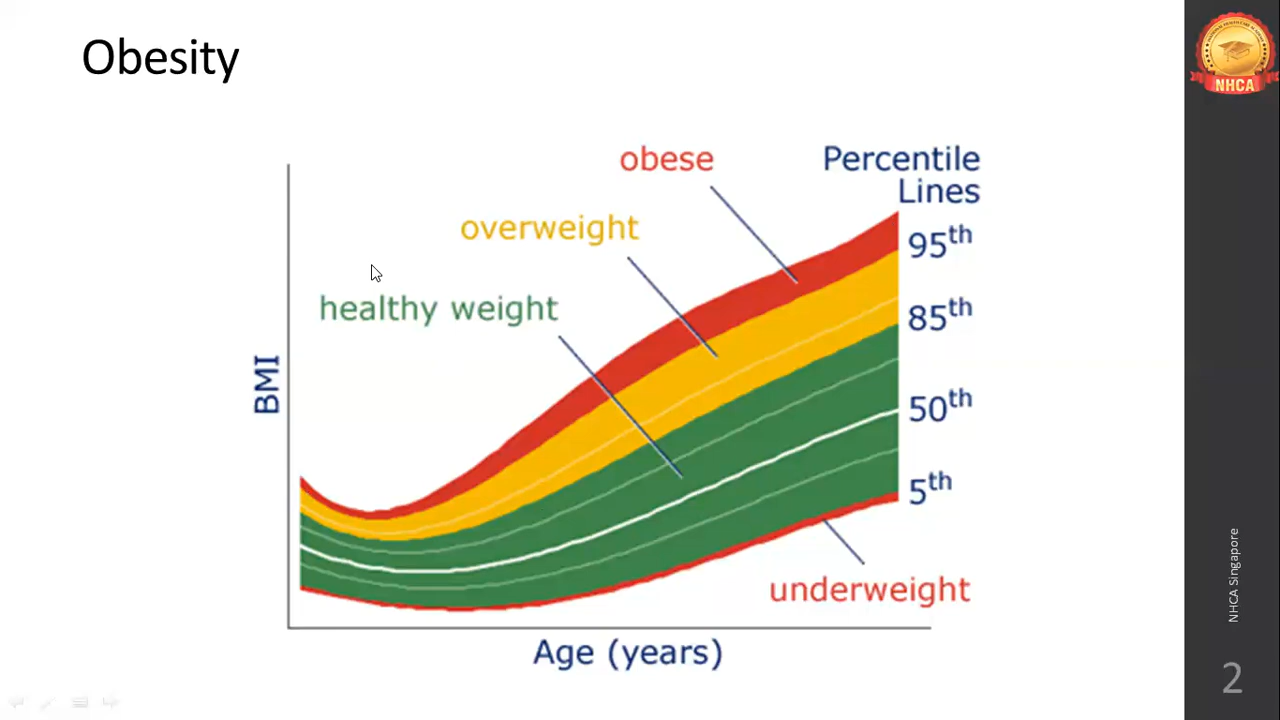 Obesity
NHCA
obese
Percentile
Lines
overweight
95th
healthy weight
85th
BMI
50th
5th
underweight
Age (years)
NHCA Singapore
2